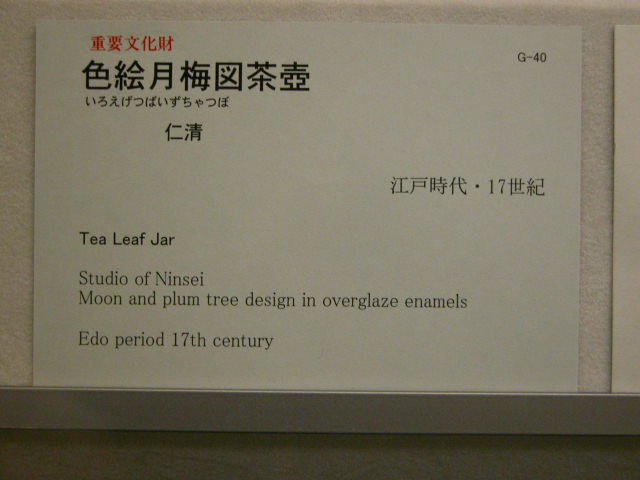 重要文化財
G-40
色絵月梅図茶壺
いろえげつばいずちゃつぼ
仁清
江戸時代・17世紀
Tea Leaf Jar
Studio of Ninsei
Moon and plum tree design in overglaze enamels
Edo period 17th century